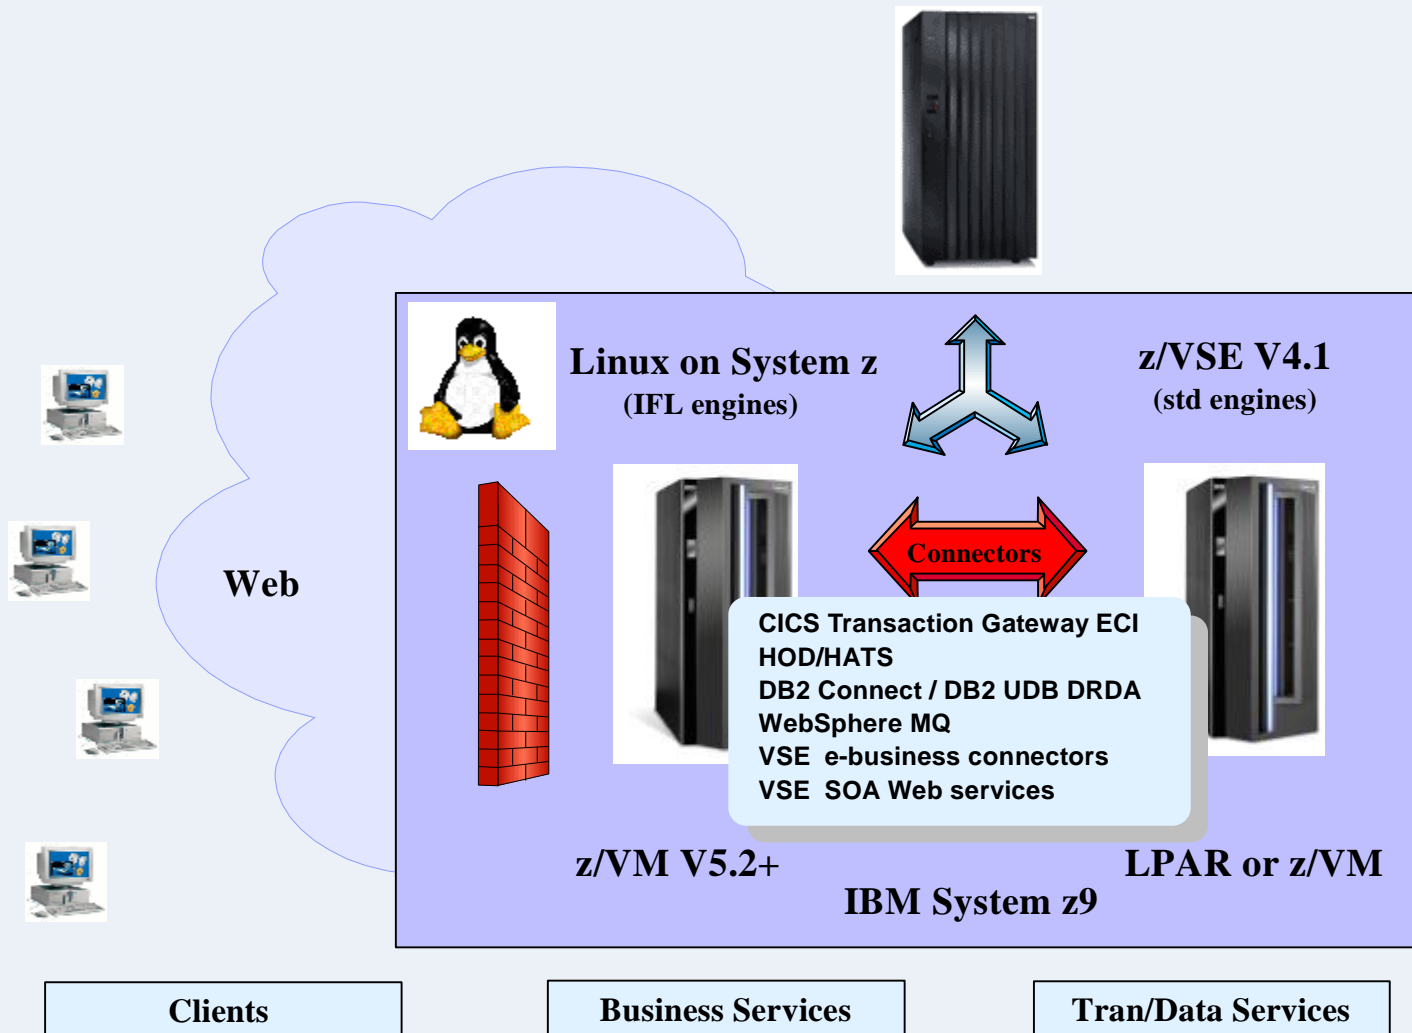 Linux on System z
(IFL engines)
z/VSE V4.1
(std engines)
Web
Connectors
CICS Transaction Gateway ECI
HOD/HATS
DB2 Connect / DB2 UDB DRDA
WebSphere MQ
VSE e-business connectors
VSE SOA Web services
z/VM V5.2+
LPAR or z/VM
IBM System z9
Clients
Business Services
Tran/Data Services